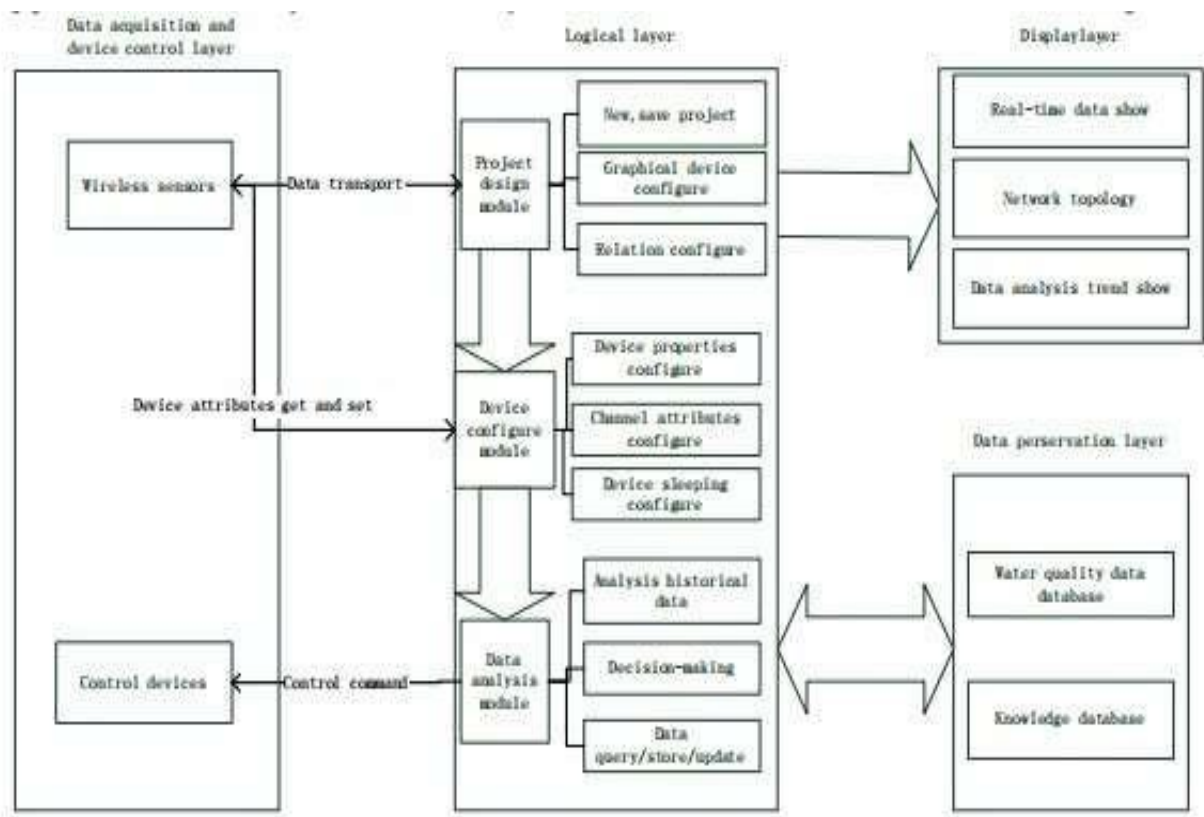 Data acquisition and
device control layer
Logical layer
Displaylayer
Wireless sensors
Data transport
Project
design
module
New,save project
Graphical device
configure
Relation configure
Real-time data show
Network topology
Data analysis trend show
Device attributes get and set
Device
configure
module
Device properties
configure
Channel attributes
configure
Device sleeping
configure
Data perservation layer
Control devices
Control command
Data
analysis
module
Analysis historical
data
Decision-making
Data
query/store/update
Water quality data
database
Knowledge database